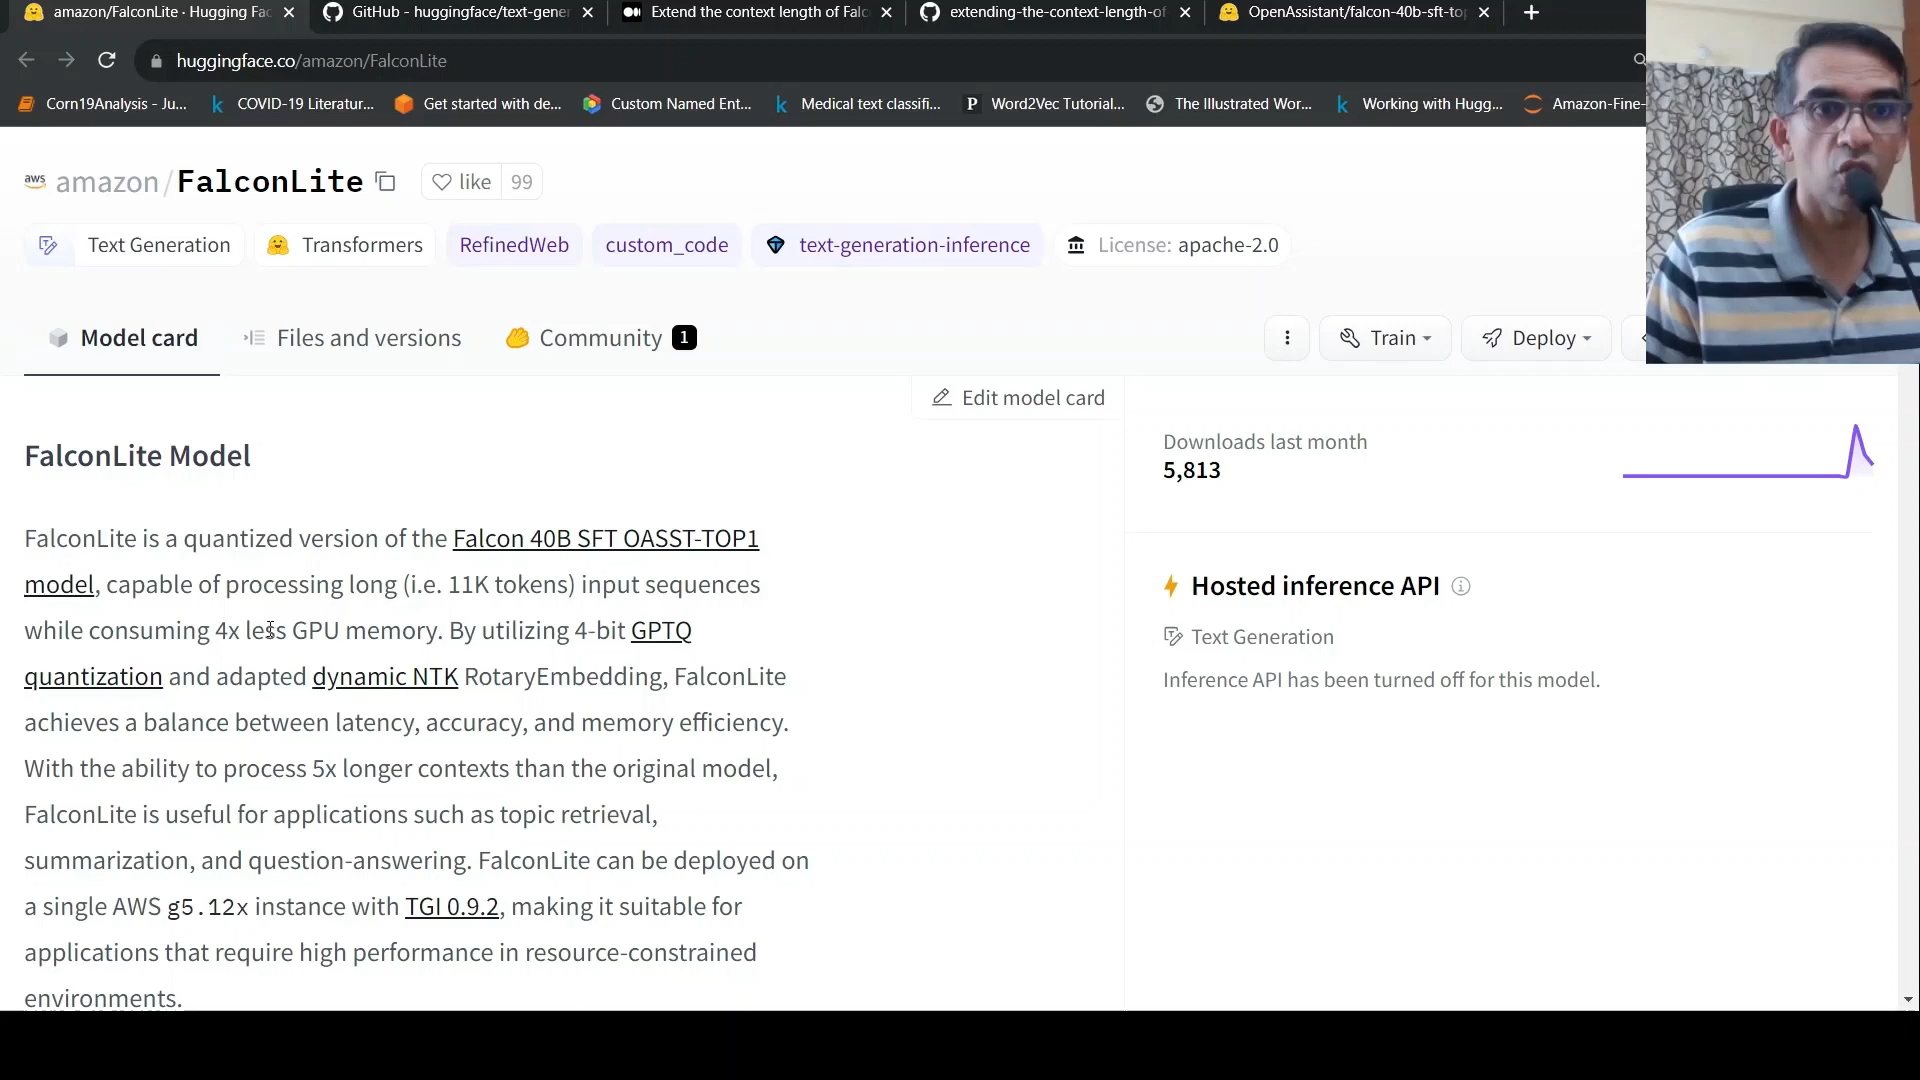 amazon/FalconLite · Hugging Fac
GitHub - huggingface/text-gener
Extend the context length of Falc
extending-the-context-length-of
OpenAssistant/falcon-40b-sft-top
huggingface.co/amazon/FalconLite
Corn19Analysis - Ju...
COVID-19 Literatur...
Get started with de...
Custom Named Ent...
Medical text classifi...
Word2Vec Tutorial...
The Illustrated Wor...
Working with Hugg...
Amazon-Fine-
aws amazon/FalconLite
like 99
Text Generation
Transformers
RefinedWeb
custom_code
text-generation-inference
License: apache-2.0
Model card
Files and versions
Community 1
Train
Deploy
Edit model card
FalconLite Model
FalconLite is a quantized version of the Falcon 40B SFT OASST-TOP1
model, capable of processing long (i.e. 11K tokens) input sequences
while consuming 4x less GPU memory. By utilizing 4-bit GPTQ
quantization and adapted dynamic NTK RotaryEmbedding, FalconLite
achieves a balance between latency, accuracy, and memory efficiency.
With the ability to process 5x longer contexts than the original model,
FalconLite is useful for applications such as topic retrieval,
summarization, and question-answering. FalconLite can be deployed on
a single AWS g5.12x instance with TGI 0.9.2, making it suitable for
applications that require high performance in resource-constrained
environments.
Downloads last month
5,813
Hosted inference API
Text Generation
Inference API has been turned off for this model.